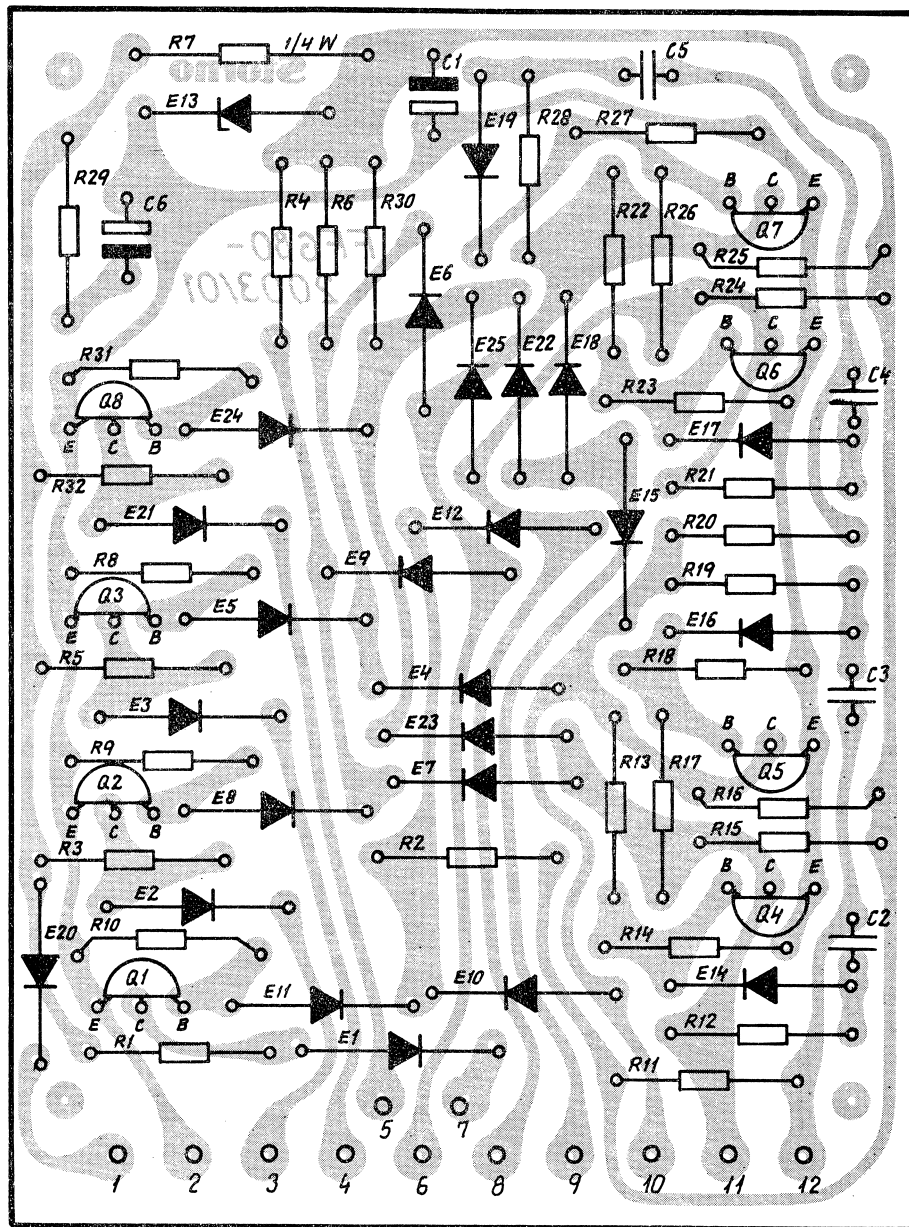 R7 1/4 W
Storno
C1
C5
E13
E19
R28
R27
R29
C6
R4
R6
R30
R22
R26
B C E
Q7
FF680-
2003/01
E6
R25
R24
E25
E22
E18
B C E
Q6
R31
Q8
E C B
E24
R23
C4
E17
R32
E15
R21
E21
E12
R20
R8
E9
R19
Q3
E C B
E5
E16
R5
E4
R18
C3
E3
E23
B C E
Q5
R9
E7
R13
R17
Q2
E C B
E8
R16
R15
R3
R2
B C E
Q4
E2
C2
R10
R14
E20
Q1
E C B
E11
E10
E14
R12
R1
E1
R11
5 7
1 2 3 4 6 8 9 10 11 12